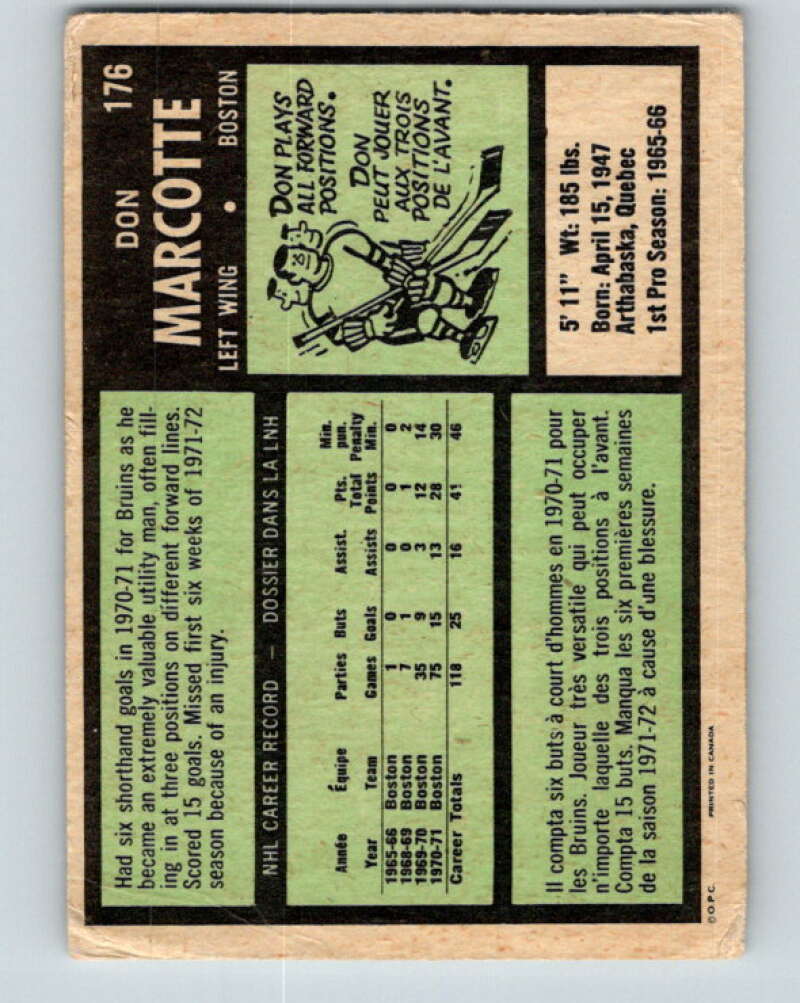 176
DON
MARCOTTE
LEFT WING • BOSTON
Had six shorthand goals in 1970-71 for Bruins as he
became an extremely valuable utility man, often fill-
ing in at three positions on different forward lines.
Scored 15 goals. Missed first six weeks of 1971-72
season because of an injury.
DON PLAYS
ALL FORWARD
POSITIONS.
DON
PEUT JOUER
AUX TROIS
POSITIONS
DE L'AVANT.
NHL CAREER RECORD — DOSSIER DANS LA LNH
Min.
Pts. pun.
Année Équipe Parties Buts Assist. Total Penalty
Year Team Games Goals Assists Points Min.
1965-66 Boston 1 0 0 0 0
1968-69 Boston 7 1 0 1 2
1969-70 Boston 35 9 3 12 14
1970-71 Boston 75 15 13 28 30
Career Totals 118 25 16 41 46
5' 11" Wt: 185 lbs.
Born: April 15, 1947
Arthabaska, Quebec
1st Pro Season: 1965-66
Il compta six buts à court d'hommes en 1970-71 pour
les Bruins. Joueur très versatile qui peut occuper
n'importe laquelle des trois positions à l'avant.
Compta 15 buts. Manqua les six premières semaines
de la saison 1971-72 à cause d'une blessure.
© O.P.C. PRINTED IN CANADA